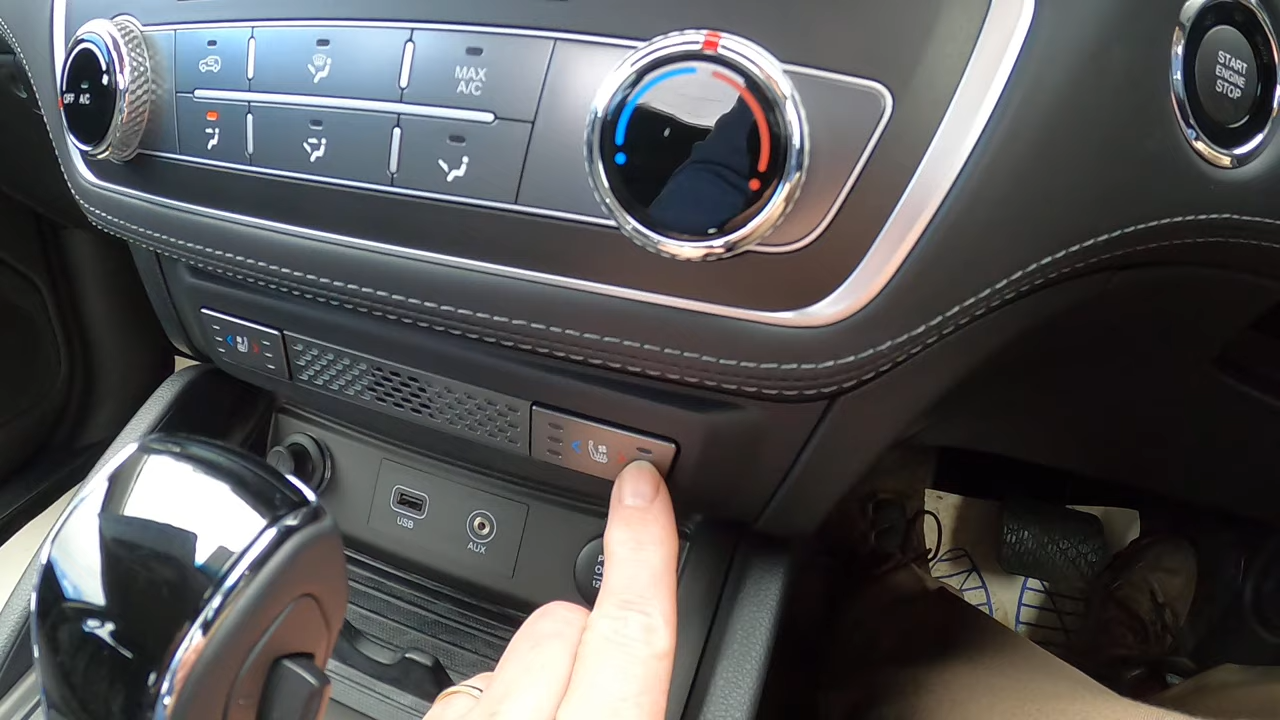 OFF A/C
MAX
A/C
START
ENGINE
STOP
USB
AUX